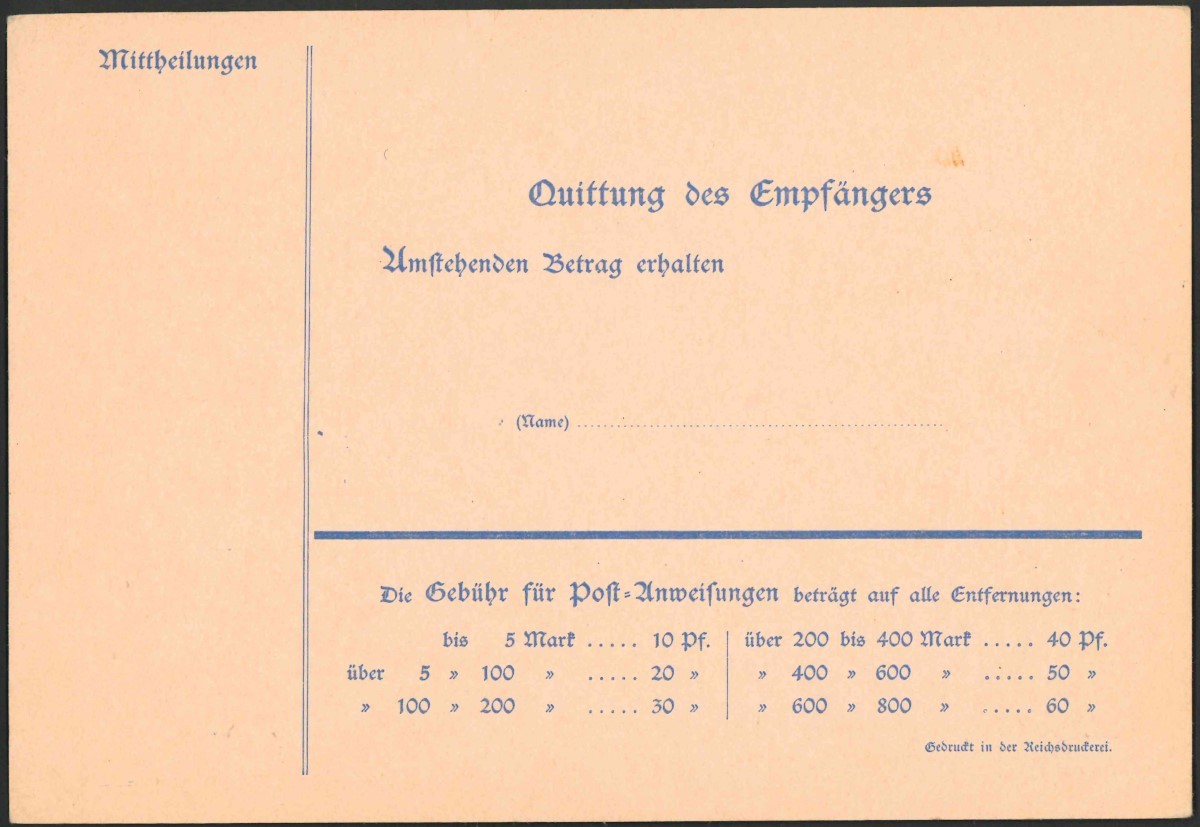 Mittheilungen
Quittung des Empfängers
Umstehenden Betrag erhalten
(Name) ........................................................
Die Gebühr für Post-Anweisungen beträgt auf alle Entfernungen:
bis 5 Mark ..... 10 Pf.
über 5 » 100 » ..... 20 »
» 100 » 200 » ..... 30 »
über 200 bis 400 Mark ..... 40 Pf.
» 400 » 600 » ..... 50 »
» 600 » 800 » ..... 60 »
Gedruckt in der Reichsdruckerei.